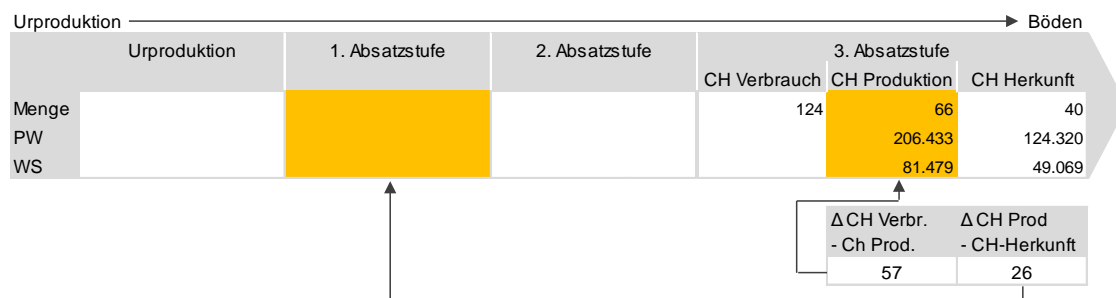 Urproduktion Böden
Urproduktion 1. Absatzstufe 2. Absatzstufe 3. Absatzstufe
CH Verbrauch CH Produktion CH Herkunft
Menge 124 66 40
PW 206.433 124.320
WS 81.479 49.069
Δ CH Verbr. Δ CH Prod
- Ch Prod. - CH-Herkunft
57 26